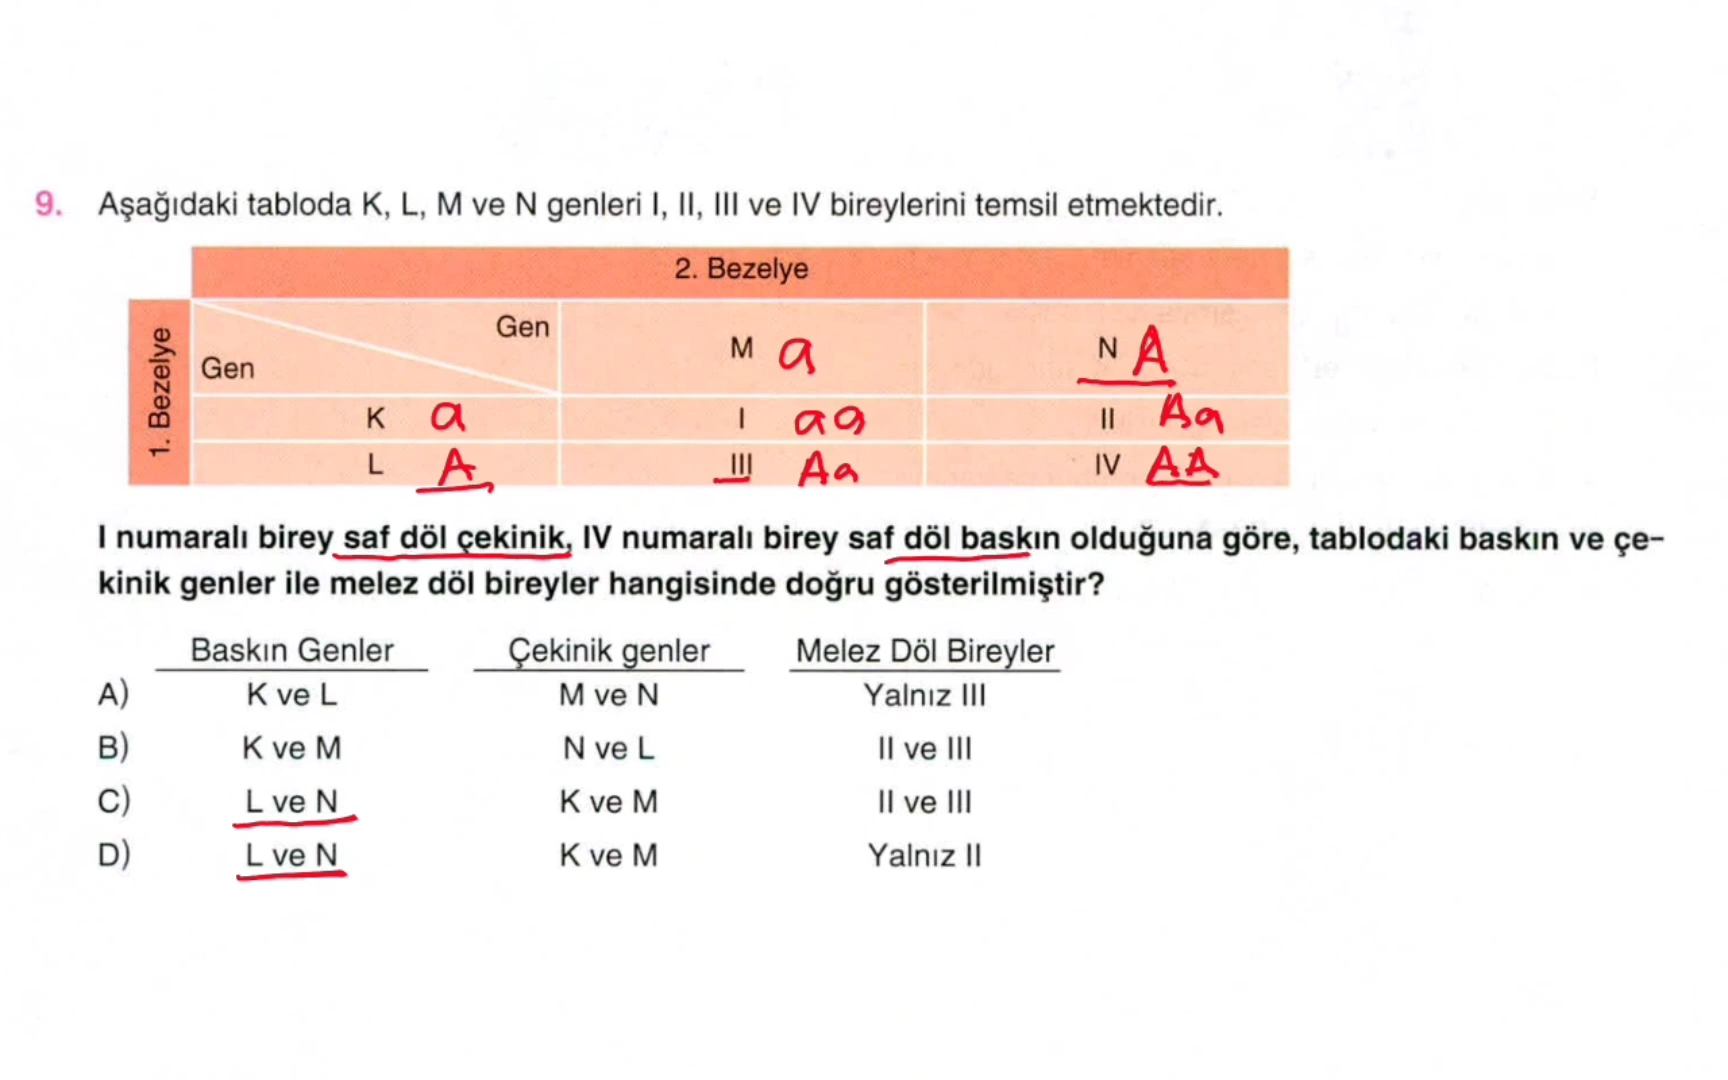 9. Aşağıdaki tabloda K, L, M ve N genleri I, II, III ve IV bireylerini temsil etmektedir.
2. Bezelye
1. Bezelye
Gen
Gen
M a
N A
K a
I aa
II Aa
L A
III Aa
IV AA
I numaralı birey saf döl çekinik, IV numaralı birey saf döl baskın olduğuna göre, tablodaki baskın ve çe-
kinik genler ile melez döl bireyler hangisinde doğru gösterilmiştir?
Baskın Genler Çekinik genler Melez Döl Bireyler
A) K ve L M ve N Yalnız III
B) K ve M N ve L II ve III
C) L ve N K ve M II ve III
D) L ve N K ve M Yalnız II